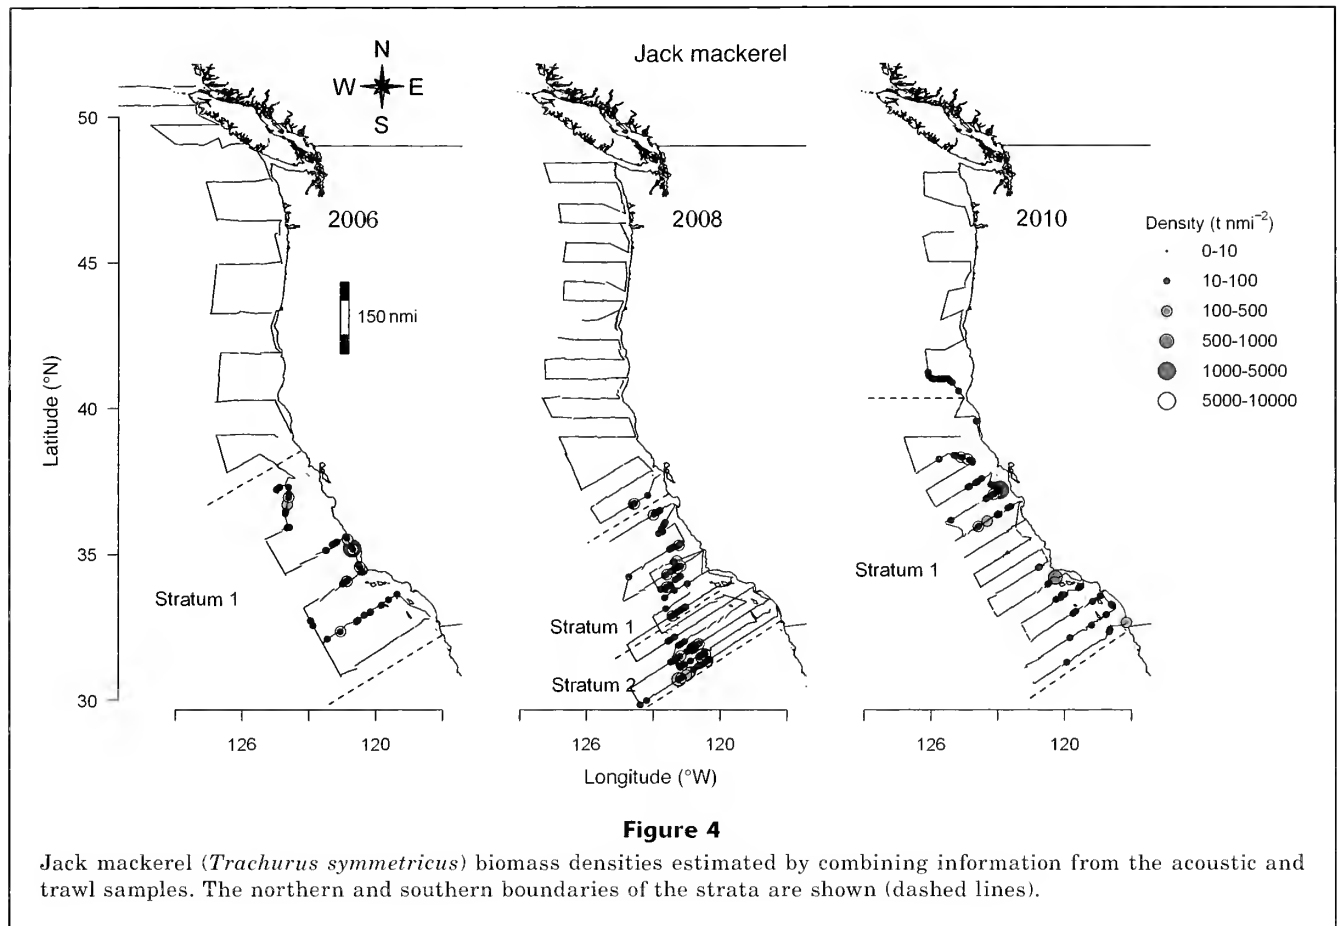 Jack mackerel
N
W E
S
2006
2008
2010
150 nmi
Density (t nmi⁻²)
0-10
10-100
100-500
500-1000
1000-5000
5000-10000
Latitude (°N)
50
45
40
35
30
Stratum 1
Stratum 1
Stratum 2
Stratum 1
126 120
126 120
126 120
Longitude (°W)
Figure 4
Jack mackerel (Trachurus symmetricus) biomass densities estimated by combining information from the acoustic and
trawl samples. The northern and southern boundaries of the strata are shown (dashed lines).